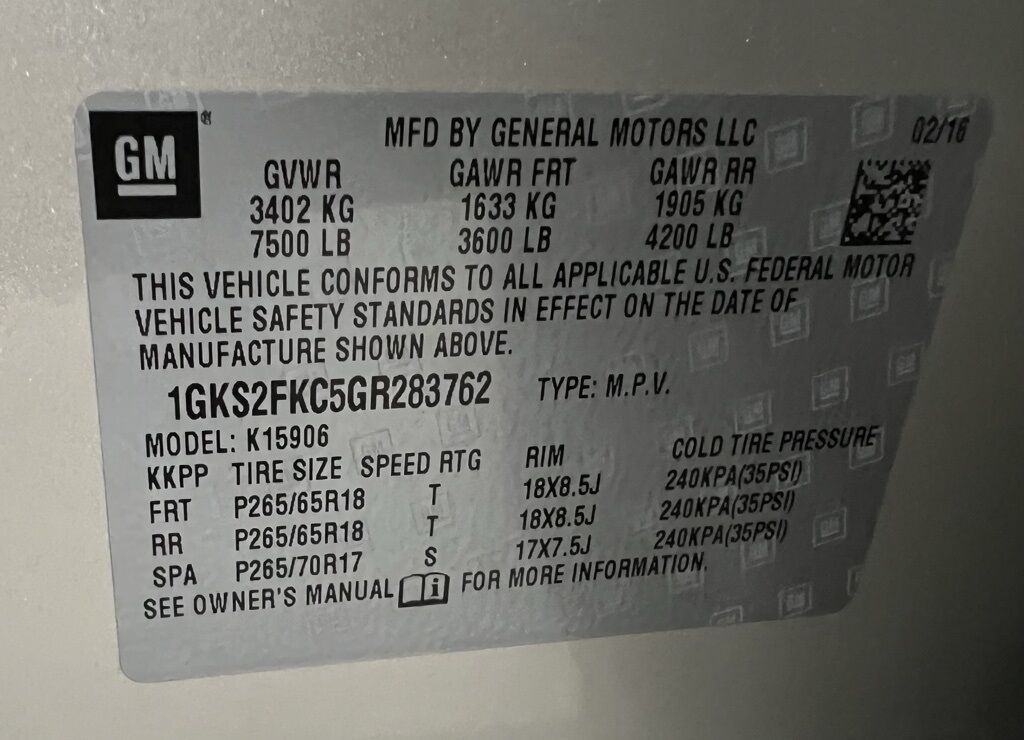 GM
MFD BY GENERAL MOTORS LLC 02/16
GVWR GAWR FRT GAWR RR
3402 KG 1633 KG 1905 KG
7500 LB 3600 LB 4200 LB
THIS VEHICLE CONFORMS TO ALL APPLICABLE U.S. FEDERAL MOTOR
VEHICLE SAFETY STANDARDS IN EFFECT ON THE DATE OF
MANUFACTURE SHOWN ABOVE.
1GKS2FKC5GR283762 TYPE: M.P.V.
MODEL: K15906
KKPP TIRE SIZE SPEED RTG RIM COLD TIRE PRESSURE
FRT P265/65R18 T 18X8.5J 240KPA(35PSI)
RR P265/65R18 T 18X8.5J 240KPA(35PSI)
SPA P265/70R17 S 17X7.5J 240KPA(35PSI)
SEE OWNER'S MANUAL i FOR MORE INFORMATION.